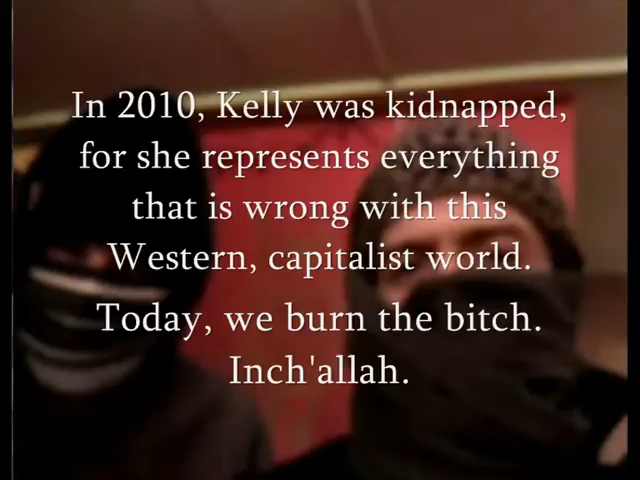 In 2010, Kelly was kidnapped,
for she represents everything
that is wrong with this
Western, capitalist world.
Today, we burn the bitch.
Inch'allah.